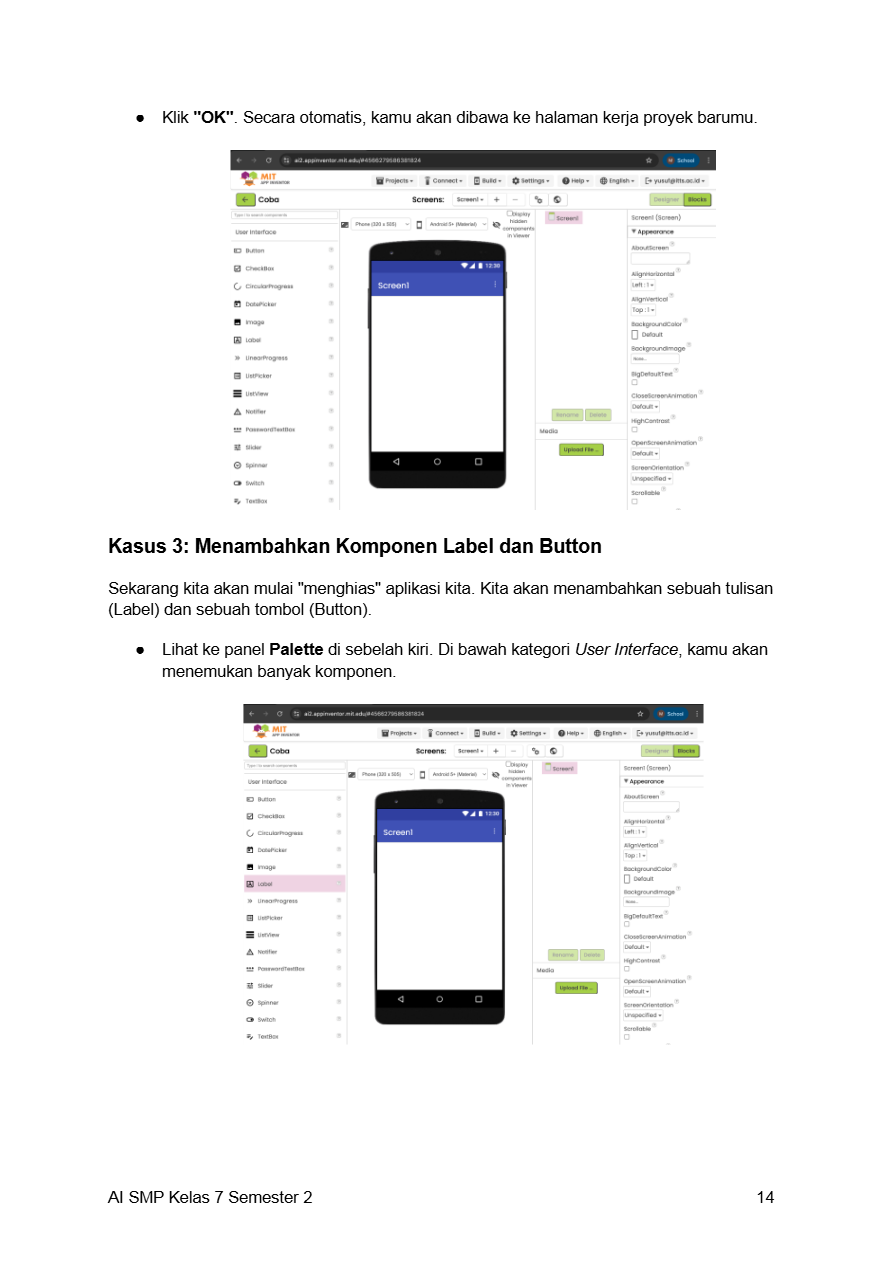 ● Klik "OK". Secara otomatis, kamu akan dibawa ke halaman kerja proyek barumu.
ai2.appinventor.mit.edu/#4566279586381824
School
MIT
APP INVENTOR
Projects
Connect
Build
Settings
Help
English
yusuf@itts.ac.id
Coba
Screens:
Screen1
Designer
Blocks
Type / to search components
User Interface
Button
CheckBox
CircularProgress
DatePicker
Image
Label
LinearProgress
ListPicker
ListView
Notifier
PasswordTextBox
Slider
Spinner
Switch
TextBox
Phone (320 x 505)
Android 5+ (Material)
Display
hidden
components
in Viewer
12:30
Screen1
Screen1
Rename
Delete
Media
Upload File ...
Screen1 (Screen)
Appearance
AboutScreen
AlignHorizontal
Left : 1
AlignVertical
Top : 1
BackgroundColor
Default
BackgroundImage
None...
BigDefaultText
CloseScreenAnimation
Default
HighContrast
OpenScreenAnimation
Default
ScreenOrientation
Unspecified
Scrollable
Kasus 3: Menambahkan Komponen Label dan Button
Sekarang kita akan mulai "menghias" aplikasi kita. Kita akan menambahkan sebuah tulisan
(Label) dan sebuah tombol (Button).
● Lihat ke panel Palette di sebelah kiri. Di bawah kategori User Interface, kamu akan
menemukan banyak komponen.
ai2.appinventor.mit.edu/#4566279586381824
School
MIT
APP INVENTOR
Projects
Connect
Build
Settings
Help
English
yusuf@itts.ac.id
Coba
Screens:
Screen1
Designer
Blocks
Type / to search components
User Interface
Button
CheckBox
CircularProgress
DatePicker
Image
Label
LinearProgress
ListPicker
ListView
Notifier
PasswordTextBox
Slider
Spinner
Switch
TextBox
Phone (320 x 505)
Android 5+ (Material)
Display
hidden
components
in Viewer
12:30
Screen1
Screen1
Rename
Delete
Media
Upload File ...
Screen1 (Screen)
Appearance
AboutScreen
AlignHorizontal
Left : 1
AlignVertical
Top : 1
BackgroundColor
Default
BackgroundImage
None...
BigDefaultText
CloseScreenAnimation
Default
HighContrast
OpenScreenAnimation
Default
ScreenOrientation
Unspecified
Scrollable
AI SMP Kelas 7 Semester 2
14